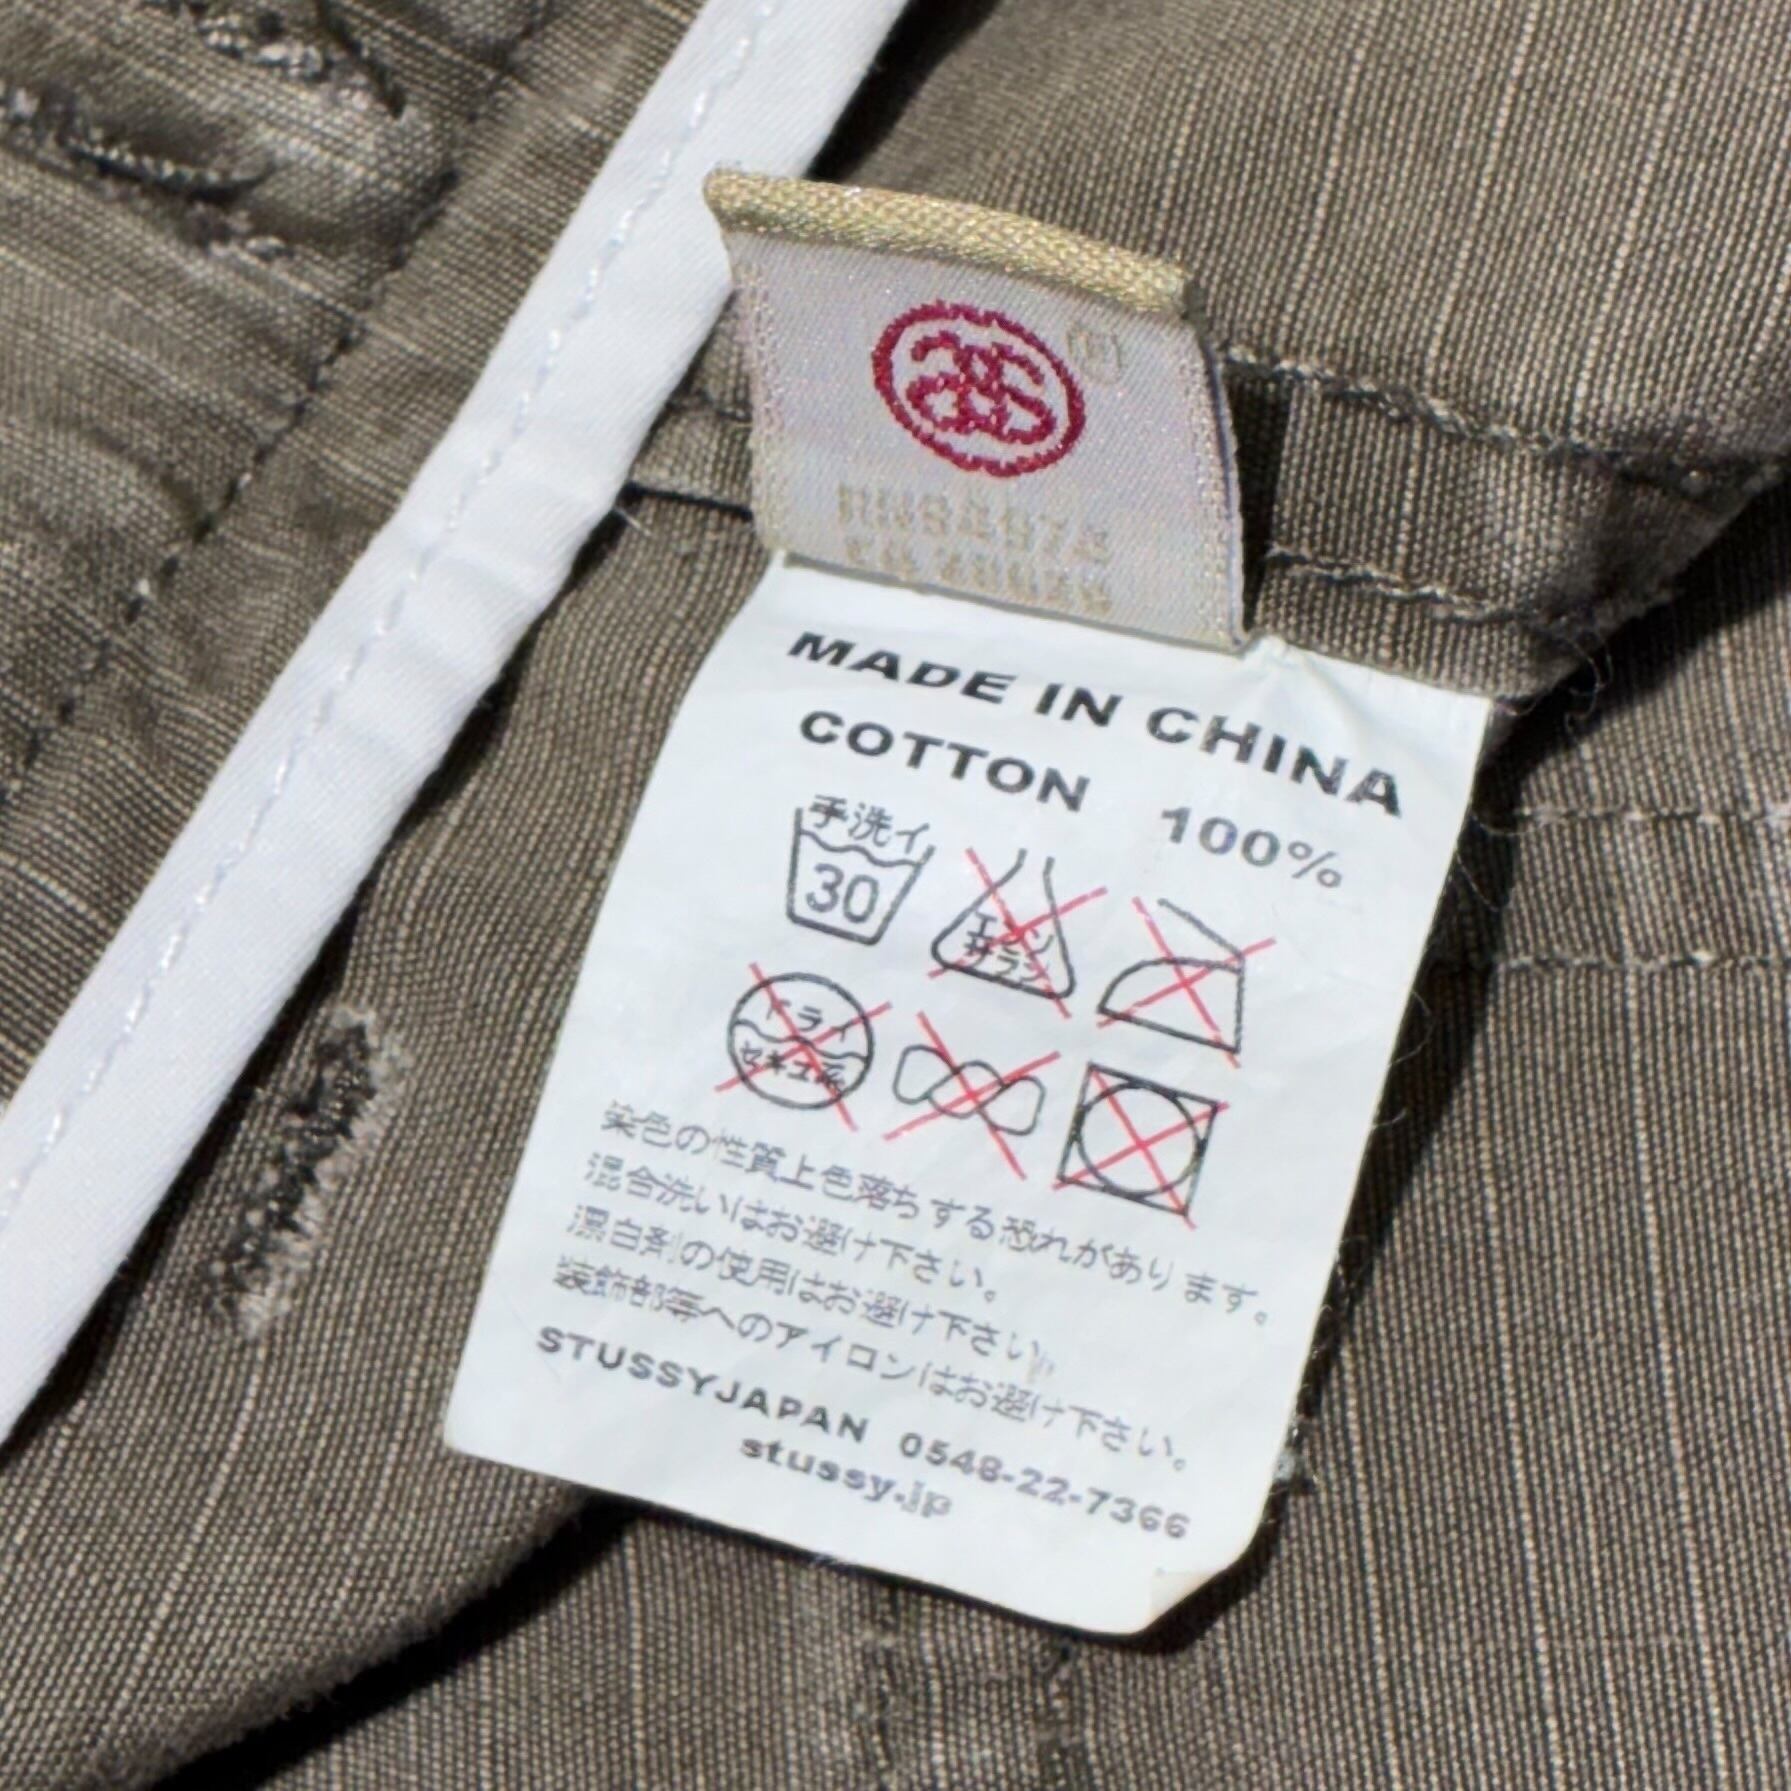 MADE IN CHINA
COTTON 100%
手洗イ
30
エンソ
サラシ
ドライ
染色の性質上色落ちする恐れがあります。
混合洗いはお避け下さい。
漂白剤の使用はお避け下さい。
装飾部等へのアイロンはお避け下さい。
STUSSYJAPAN 0548-22-7366
stussy.jp